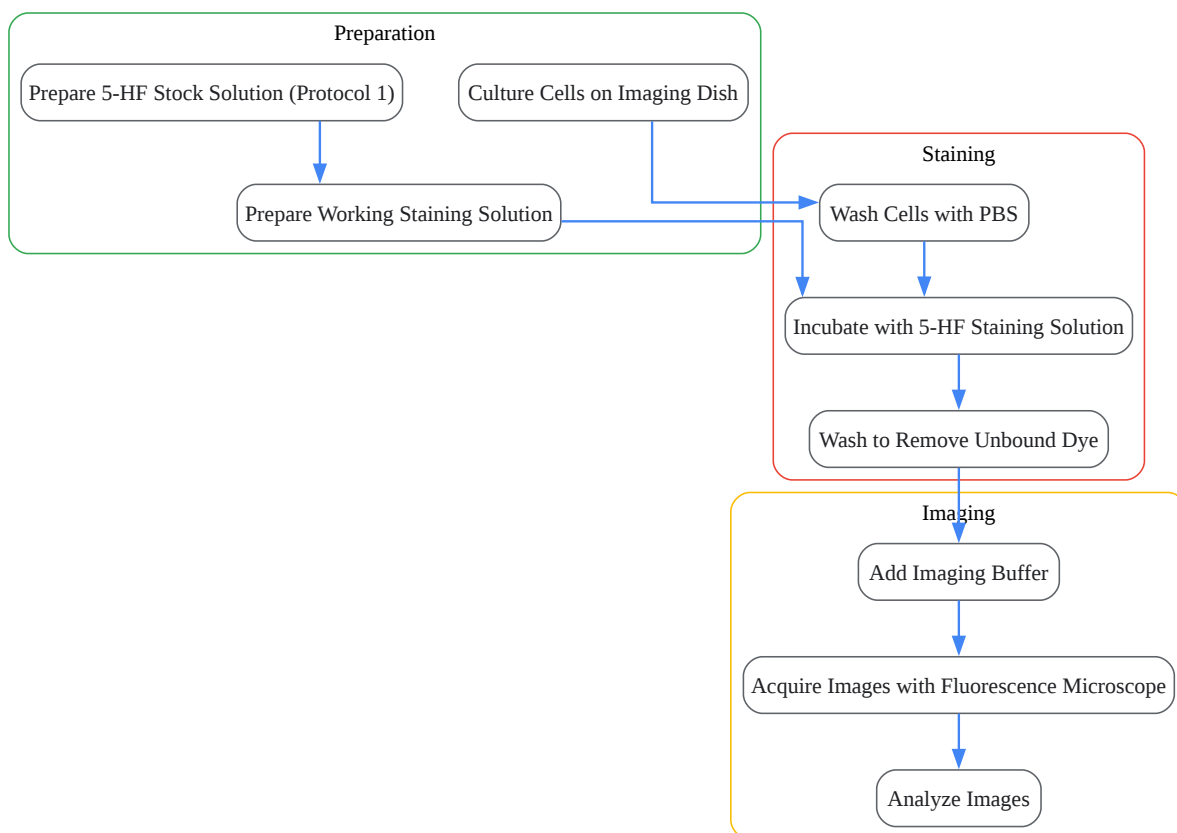 Preparation
Prepare 5-HF Stock Solution (Protocol 1)
Culture Cells on Imaging Dish
Prepare Working Staining Solution
Staining
Wash Cells with PBS
Incubate with 5-HF Staining Solution
Wash to Remove Unbound Dye
Imaging
Add Imaging Buffer
Acquire Images with Fluorescence Microscope
Analyze Images